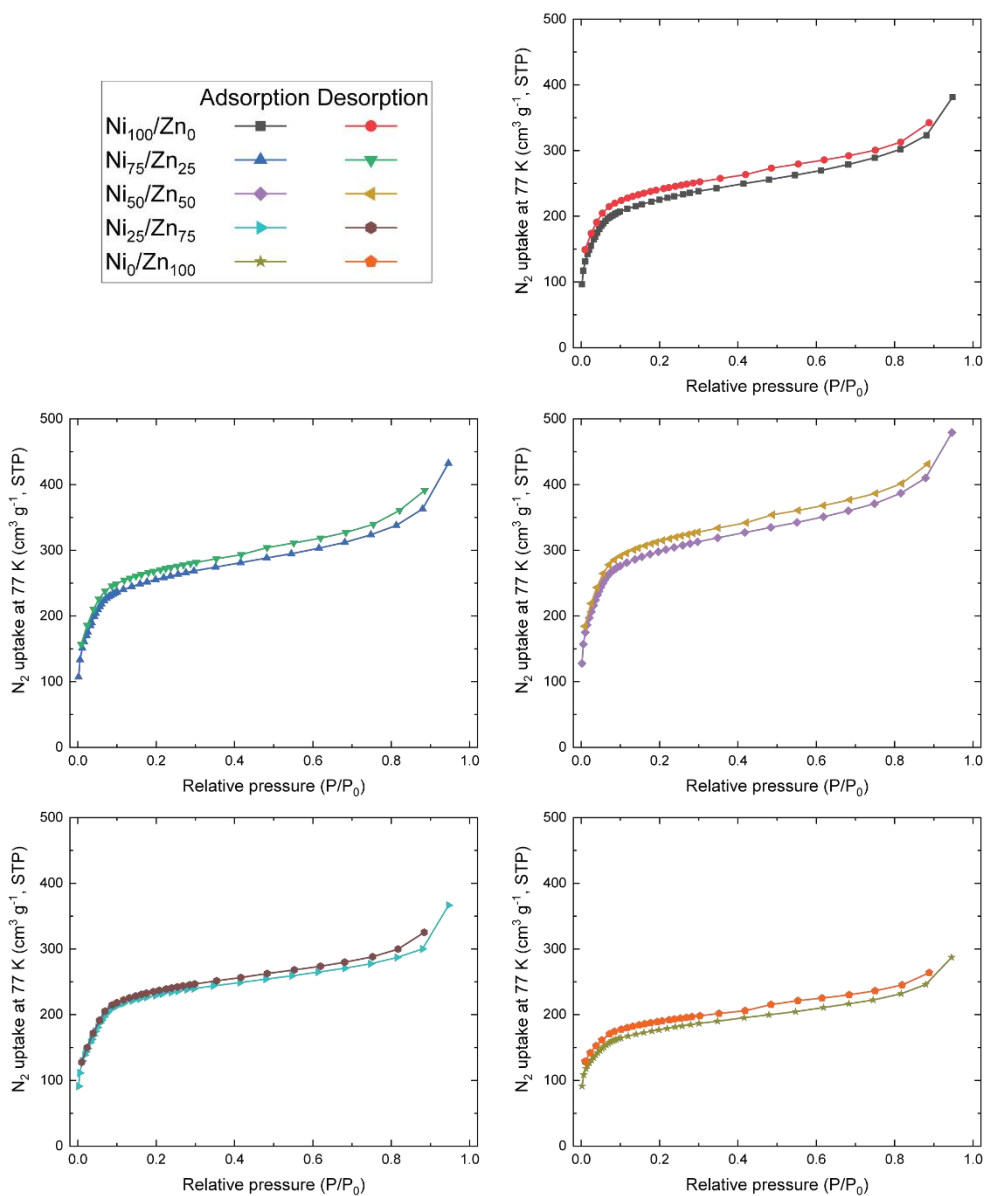 Adsorption Desorption
Ni₁₀₀/Zn₀
Ni₇₅/Zn₂₅
Ni₅₀/Zn₅₀
Ni₂₅/Zn₇₅
Ni₀/Zn₁₀₀
N₂ uptake at 77 K (cm³ g⁻¹, STP)
500
400
300
200
100
0
0.0 0.2 0.4 0.6 0.8 1.0
Relative pressure (P/P₀)
N₂ uptake at 77 K (cm³ g⁻¹, STP)
500
400
300
200
100
0
0.0 0.2 0.4 0.6 0.8 1.0
Relative pressure (P/P₀)
N₂ uptake at 77 K (cm³ g⁻¹, STP)
500
400
300
200
100
0
0.0 0.2 0.4 0.6 0.8 1.0
Relative pressure (P/P₀)
N₂ uptake at 77 K (cm³ g⁻¹, STP)
500
400
300
200
100
0
0.0 0.2 0.4 0.6 0.8 1.0
Relative pressure (P/P₀)
N₂ uptake at 77 K (cm³ g⁻¹, STP)
500
400
300
200
100
0
0.0 0.2 0.4 0.6 0.8 1.0
Relative pressure (P/P₀)